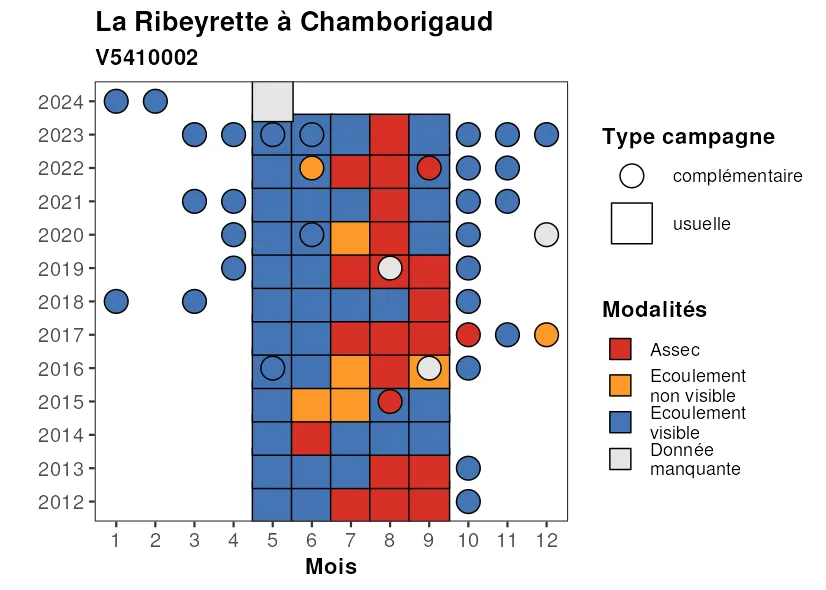 La Ribeyrette à Chamborigaud
V5410002
2024
2023
2022
2021
2020
2019
2018
2017
2016
2015
2014
2013
2012
1 2 3 4 5 6 7 8 9 10 11 12
Mois
Type campagne
complémentaire
usuelle
Modalités
Assec
Ecoulement
non visible
Ecoulement
visible
Donnée
manquante